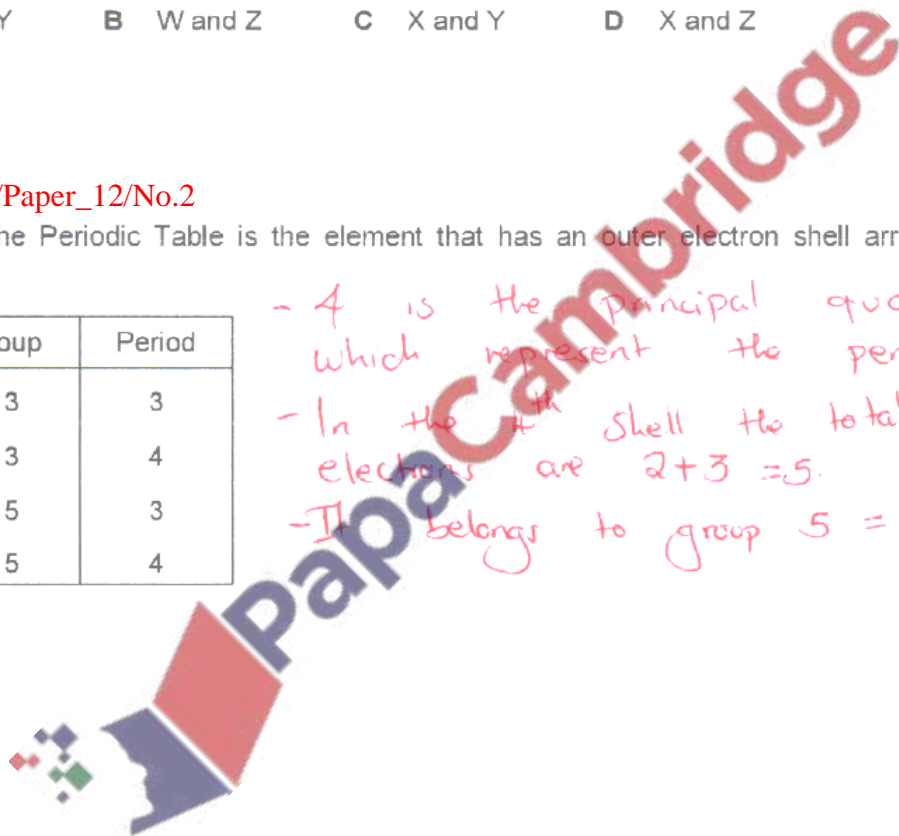 Y B W and Z C X and Y D X and Z
/Paper_12/No.2
he Periodic Table is the element that has an outer electron shell arr
oup Period
3 3
3 4
5 3
5 4
- 4 is the principal quo
which represent the per
- In the 4th shell the total
electrons are 2+3 =5.
- It belongs to group 5 =
PapaCambridge